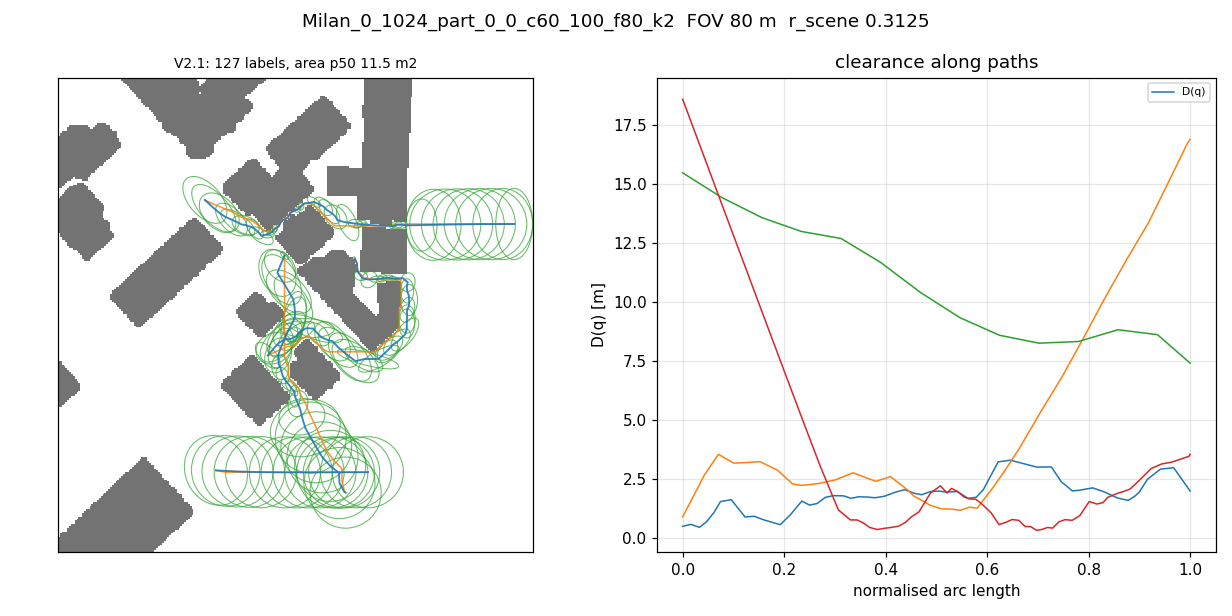 Milan_0_1024_part_0_0_c60_100_f80_k2 FOV 80 m r_scene 0.3125
V2.1: 127 labels, area p50 11.5 m2
clearance along paths
D(q)
17.5
15.0
12.5
10.0
7.5
5.0
2.5
0.0
D(q) [m]
0.0 0.2 0.4 0.6 0.8 1.0
normalised arc length